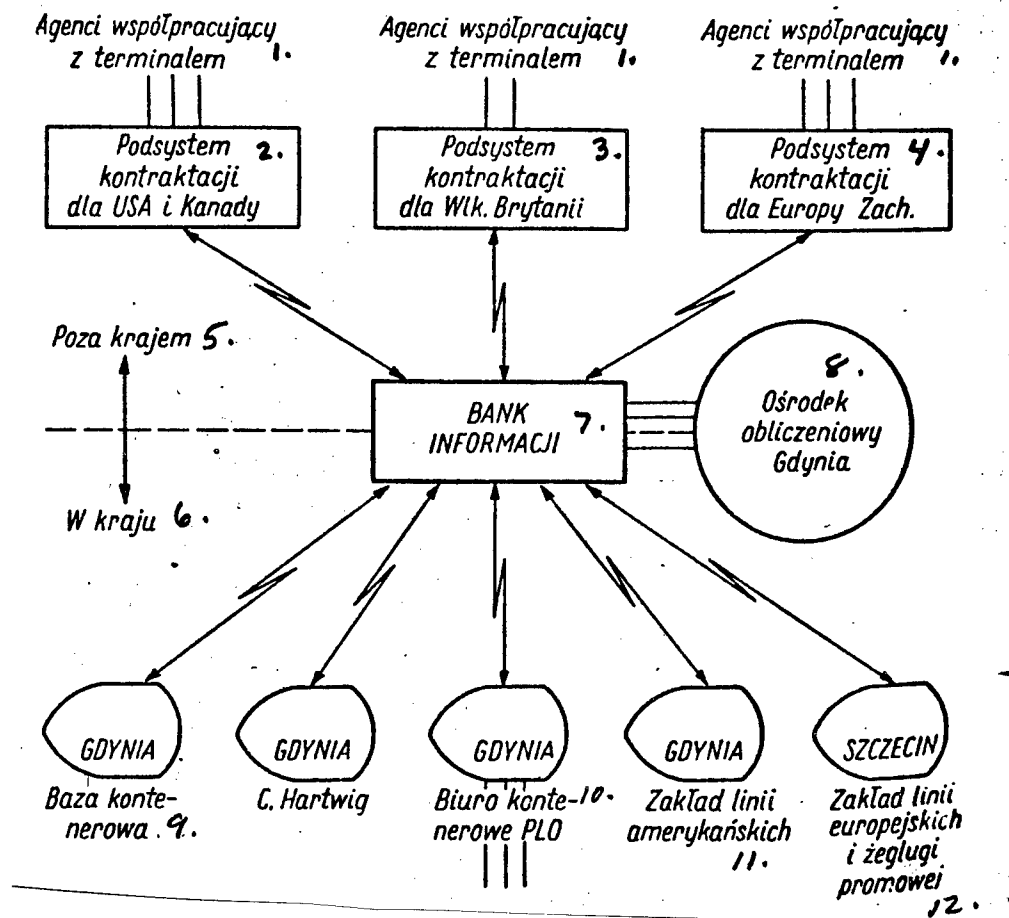 Agenci współpracujący
z terminalem 1.
Agenci współpracujący
z terminalem 1.
Agenci współpracujący
z terminalem 1.
Podsystem 2.
kontraktacji
dla USA i Kanady
Podsystem 3.
kontraktacji
dla Wlk. Brytanii
Podsystem 4.
kontraktacji
dla Europy Zach.
Poza krajem 5.
W kraju 6.
BANK
INFORMACJI 7.
8.
Ośrodek
obliczeniowy
Gdynia
GDYNIA
Baza konte-
nerowa 9.
GDYNIA
C. Hartwig
GDYNIA
Biuro konte- 10.
nerowe PLO
GDYNIA
Zakład linii
amerykańskich
11.
SZCZECIN
Zakład linii
europejskich
i żeglugi
promowej
12.